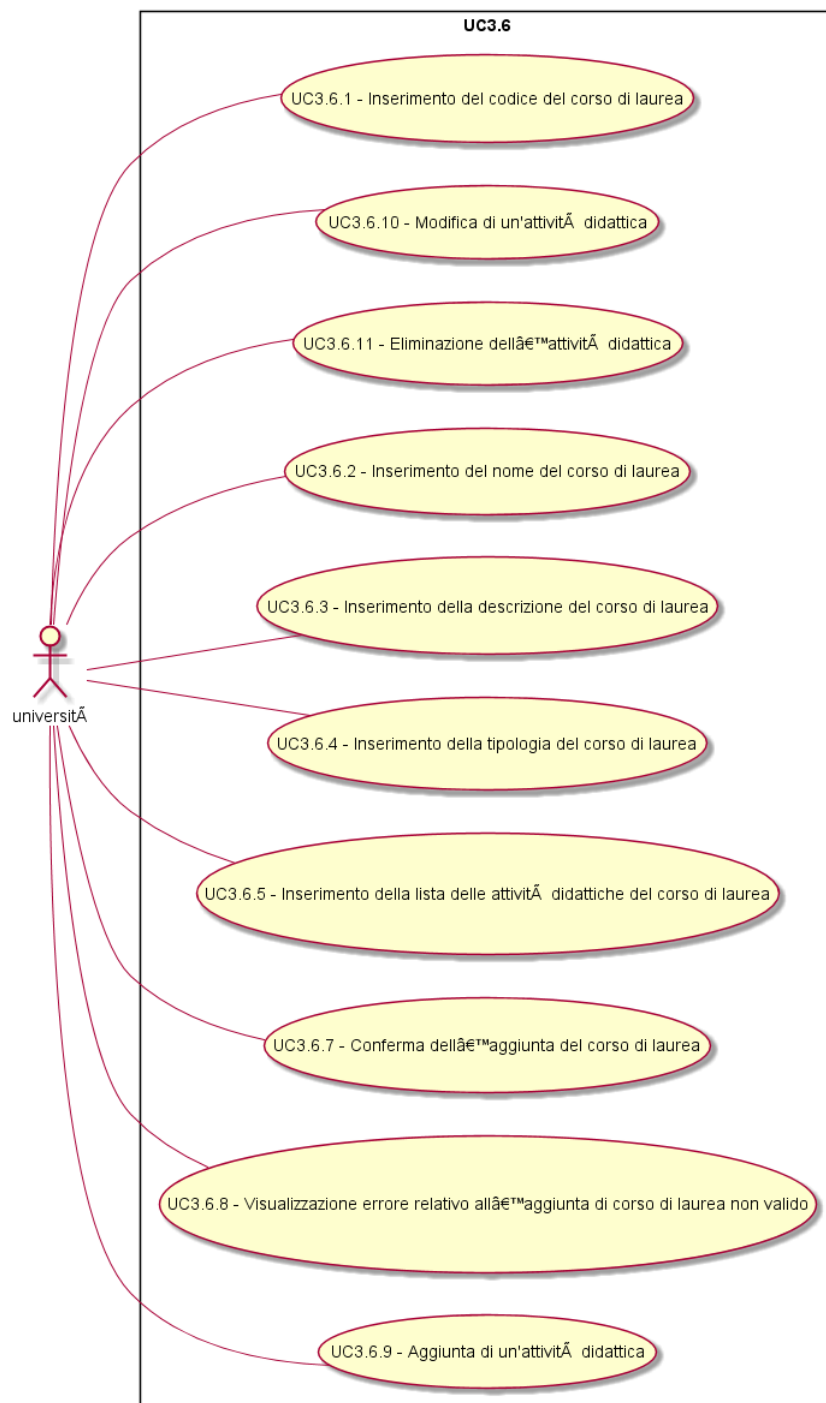 UC3.6
UC3.6.1 - Inserimento del codice del corso di laurea
UC3.6.10 - Modifica di un'attivitÃ  didattica
UC3.6.11 - Eliminazione dellâ€™attivitÃ  didattica
UC3.6.2 - Inserimento del nome del corso di laurea
UC3.6.3 - Inserimento della descrizione del corso di laurea
universitÃ
UC3.6.4 - Inserimento della tipologia del corso di laurea
UC3.6.5 - Inserimento della lista delle attivitÃ  didattiche del corso di laurea
UC3.6.7 - Conferma dellâ€™aggiunta del corso di laurea
UC3.6.8 - Visualizzazione errore relativo allâ€™aggiunta di corso di laurea non valido
UC3.6.9 - Aggiunta di un'attivitÃ  didattica